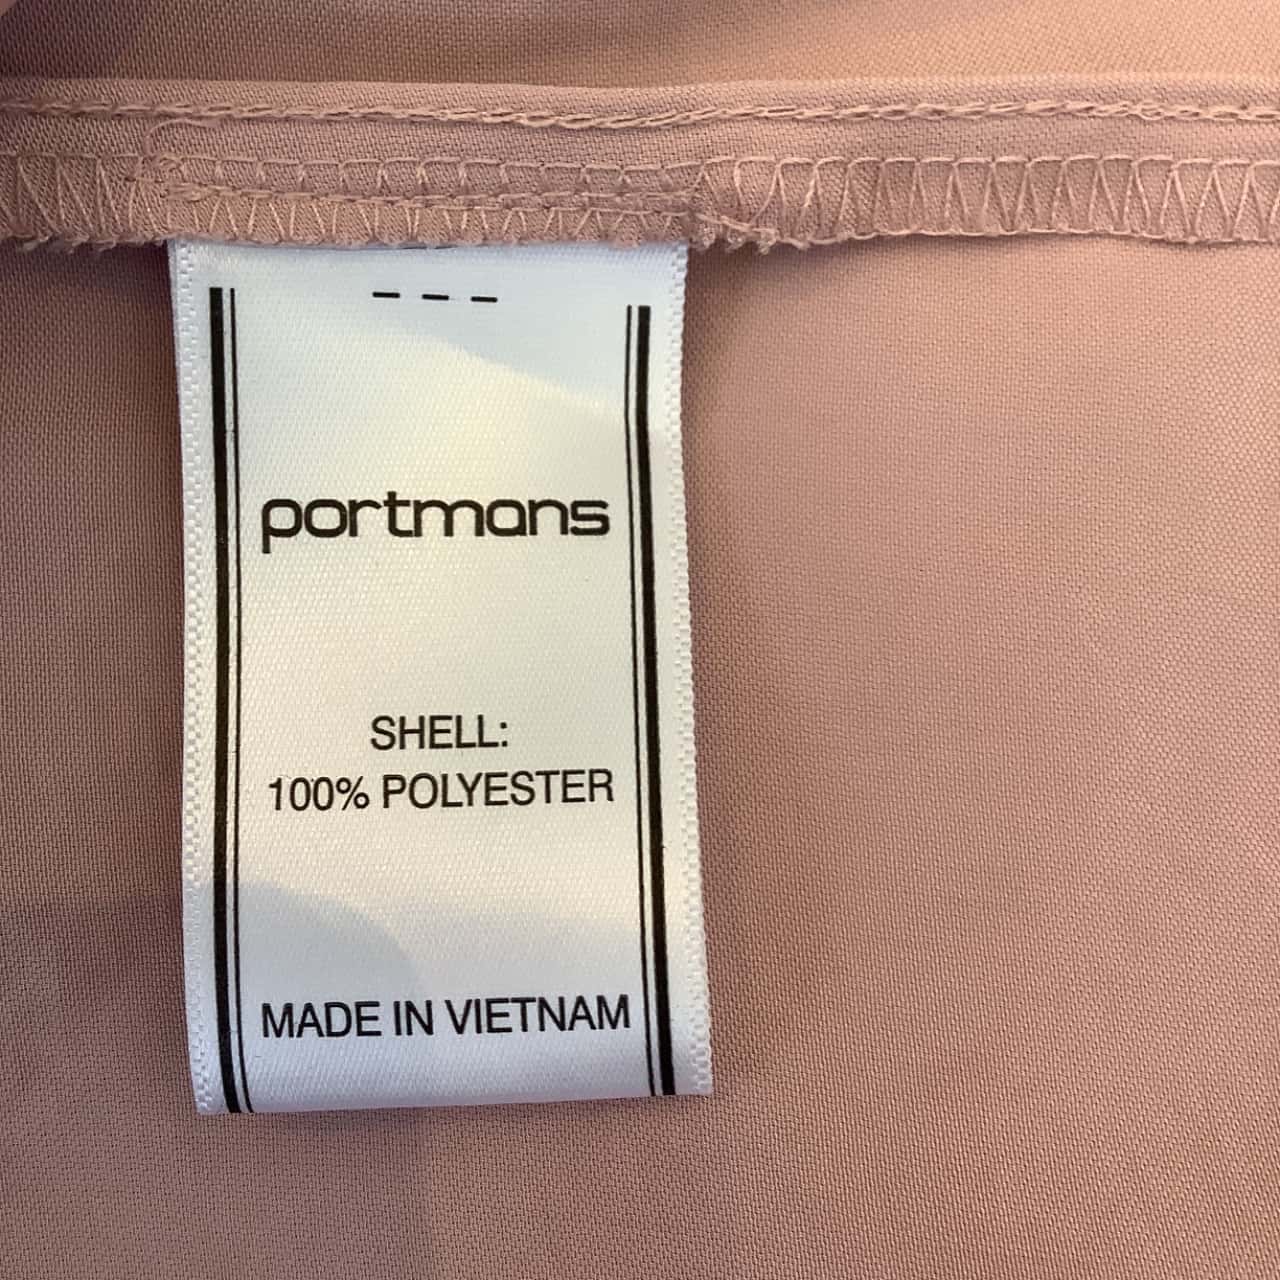 portmans
SHELL:
100% POLYESTER
MADE IN VIETNAM